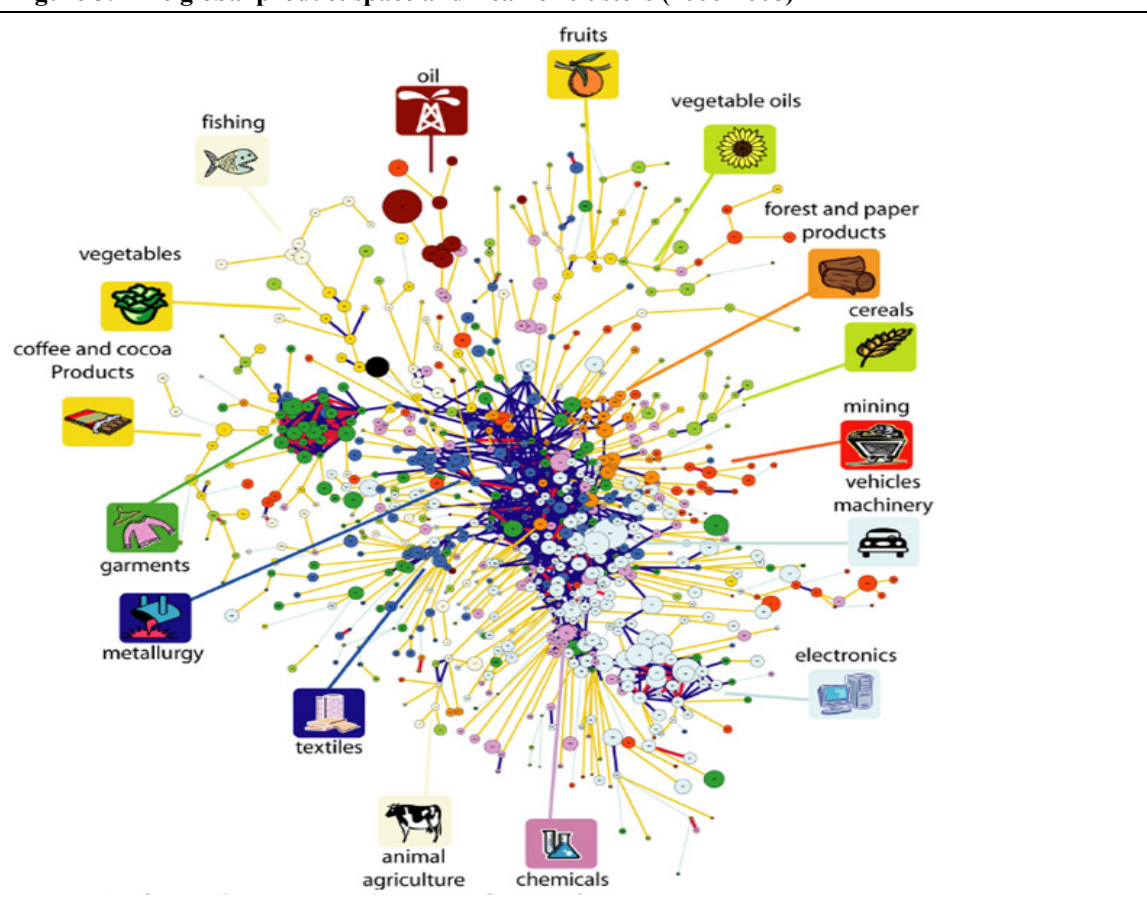 fruits
oil
vegetable oils
fishing
forest and paper
products
vegetables
cereals
coffee and cocoa
Products
mining
vehicles
machinery
garments
metallurgy
electronics
textiles
animal
agriculture
chemicals